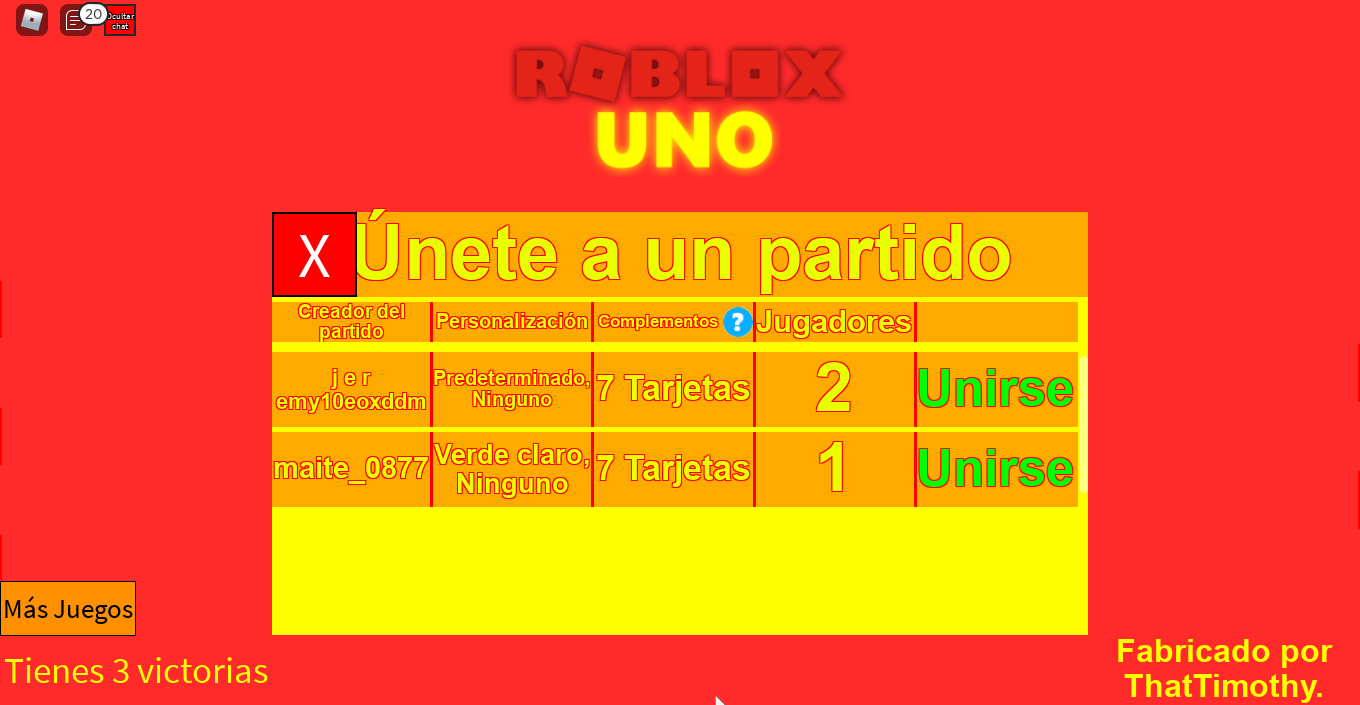 20
Ocultar
chat
ROBLOX
UNO
X
Únete a un partido
Creador del
partido
Personalización
Complementos
?
Jugadores
j e r
emy10eoxddm
Predeterminado,
Ninguno
7 Tarjetas
2
Unirse
maite_0877
Verde claro,
Ninguno
7 Tarjetas
1
Unirse
Más Juegos
Tienes 3 victorias
Fabricado por
ThatTimothy.